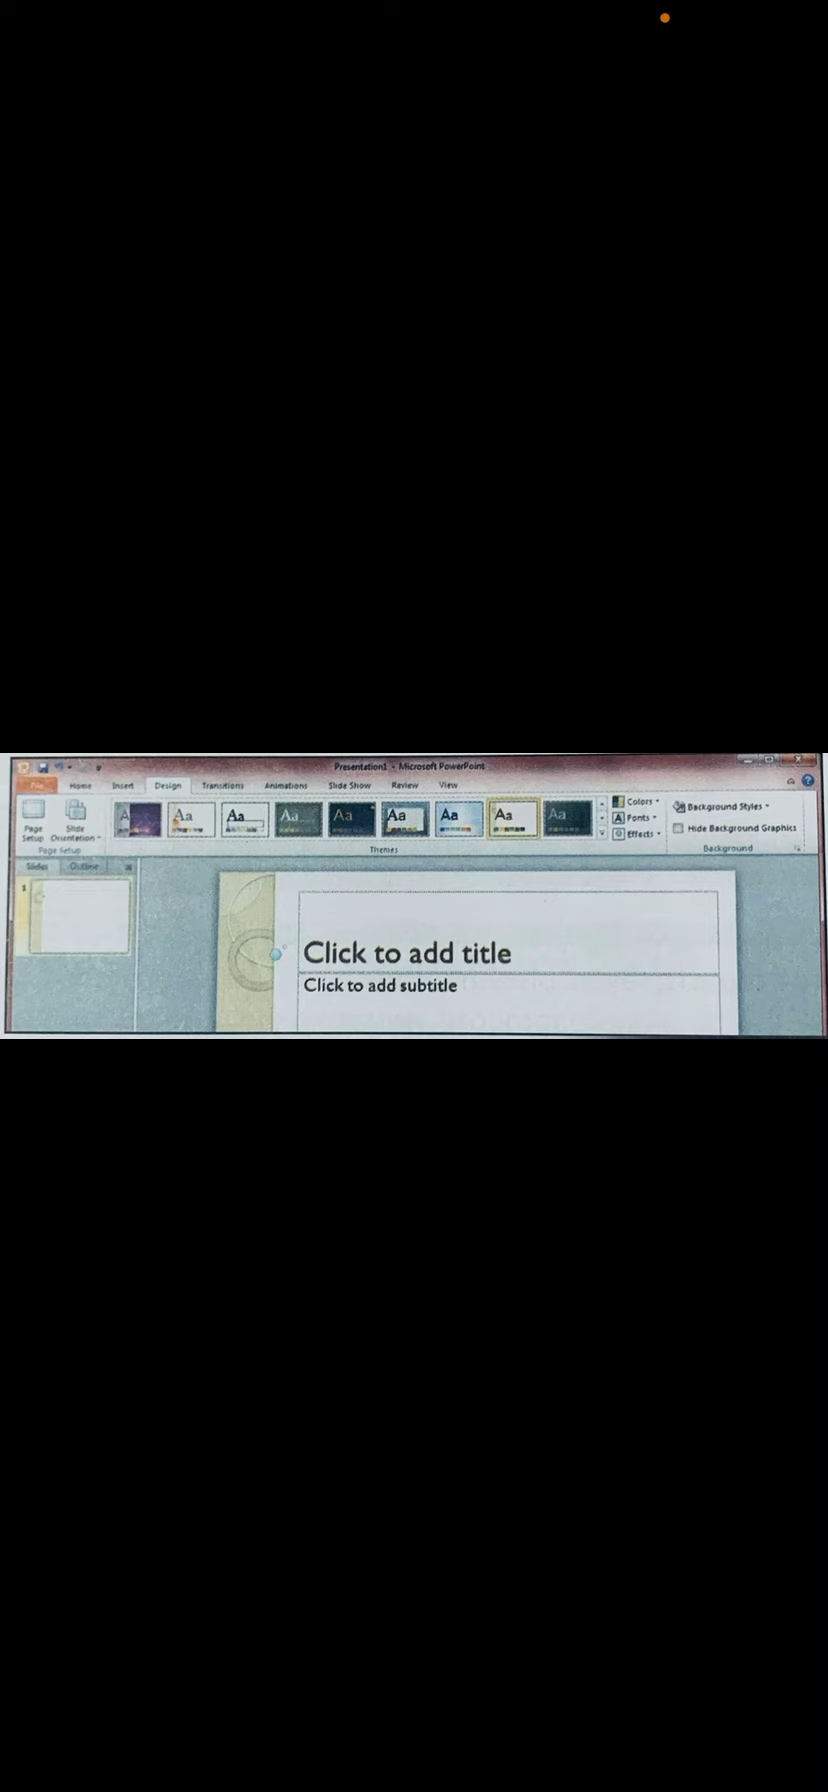 Presentation1 - Microsoft PowerPoint
File Home Insert Design Transitions Animations Slide Show Review View
Page Setup
Slide Orientation
Aa Aa Aa Aa Aa Aa Aa Aa
Colors
Fonts
Effects
Background Styles
Hide Background Graphics
Page Setup
Themes
Background
Slides Outline
1
Click to add title
Click to add subtitle